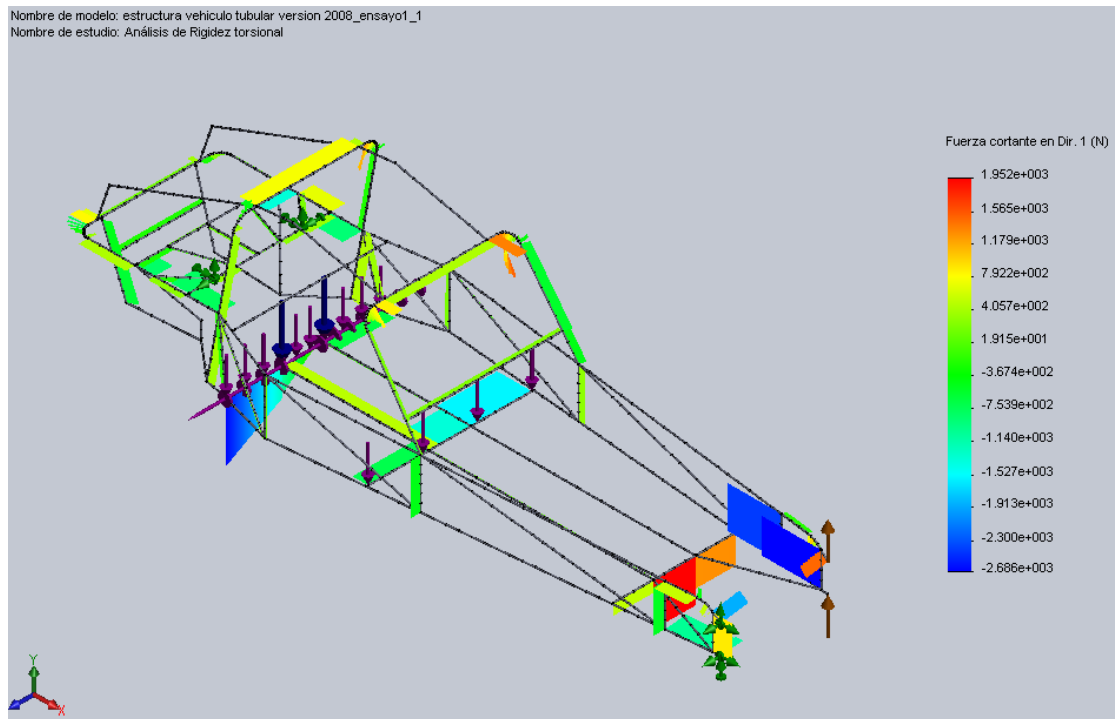 Nombre de modelo: estructura vehiculo tubular version 2008_ensayo1_1
Nombre de estudio: Análisis de Rigidez torsional
Fuerza cortante en Dir. 1 (N)
1.952e+003
1.565e+003
1.179e+003
7.922e+002
4.057e+002
1.915e+001
-3.674e+002
-7.539e+002
-1.140e+003
-1.527e+003
-1.913e+003
-2.300e+003
-2.686e+003
Y
X